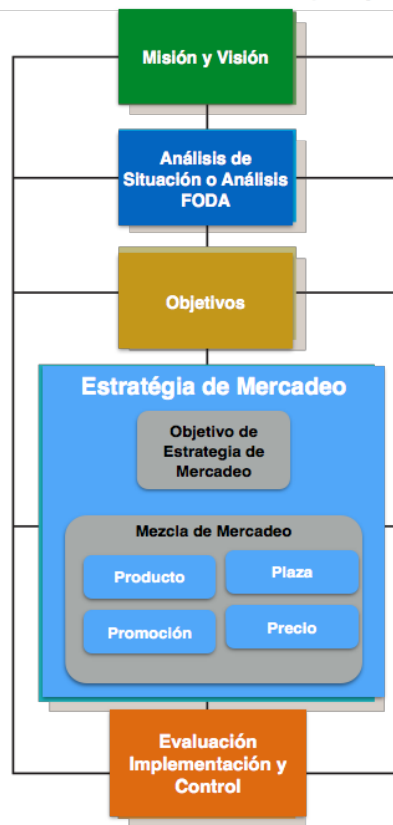 Misión y Visión
Análisis de
Situación o Análisis
FODA
Objetivos
Estratégia de Mercadeo
Objetivo de
Estrategia de
Mercadeo
Mezcla de Mercadeo
Producto
Plaza
Promoción
Precio
Evaluación
Implementación y
Control